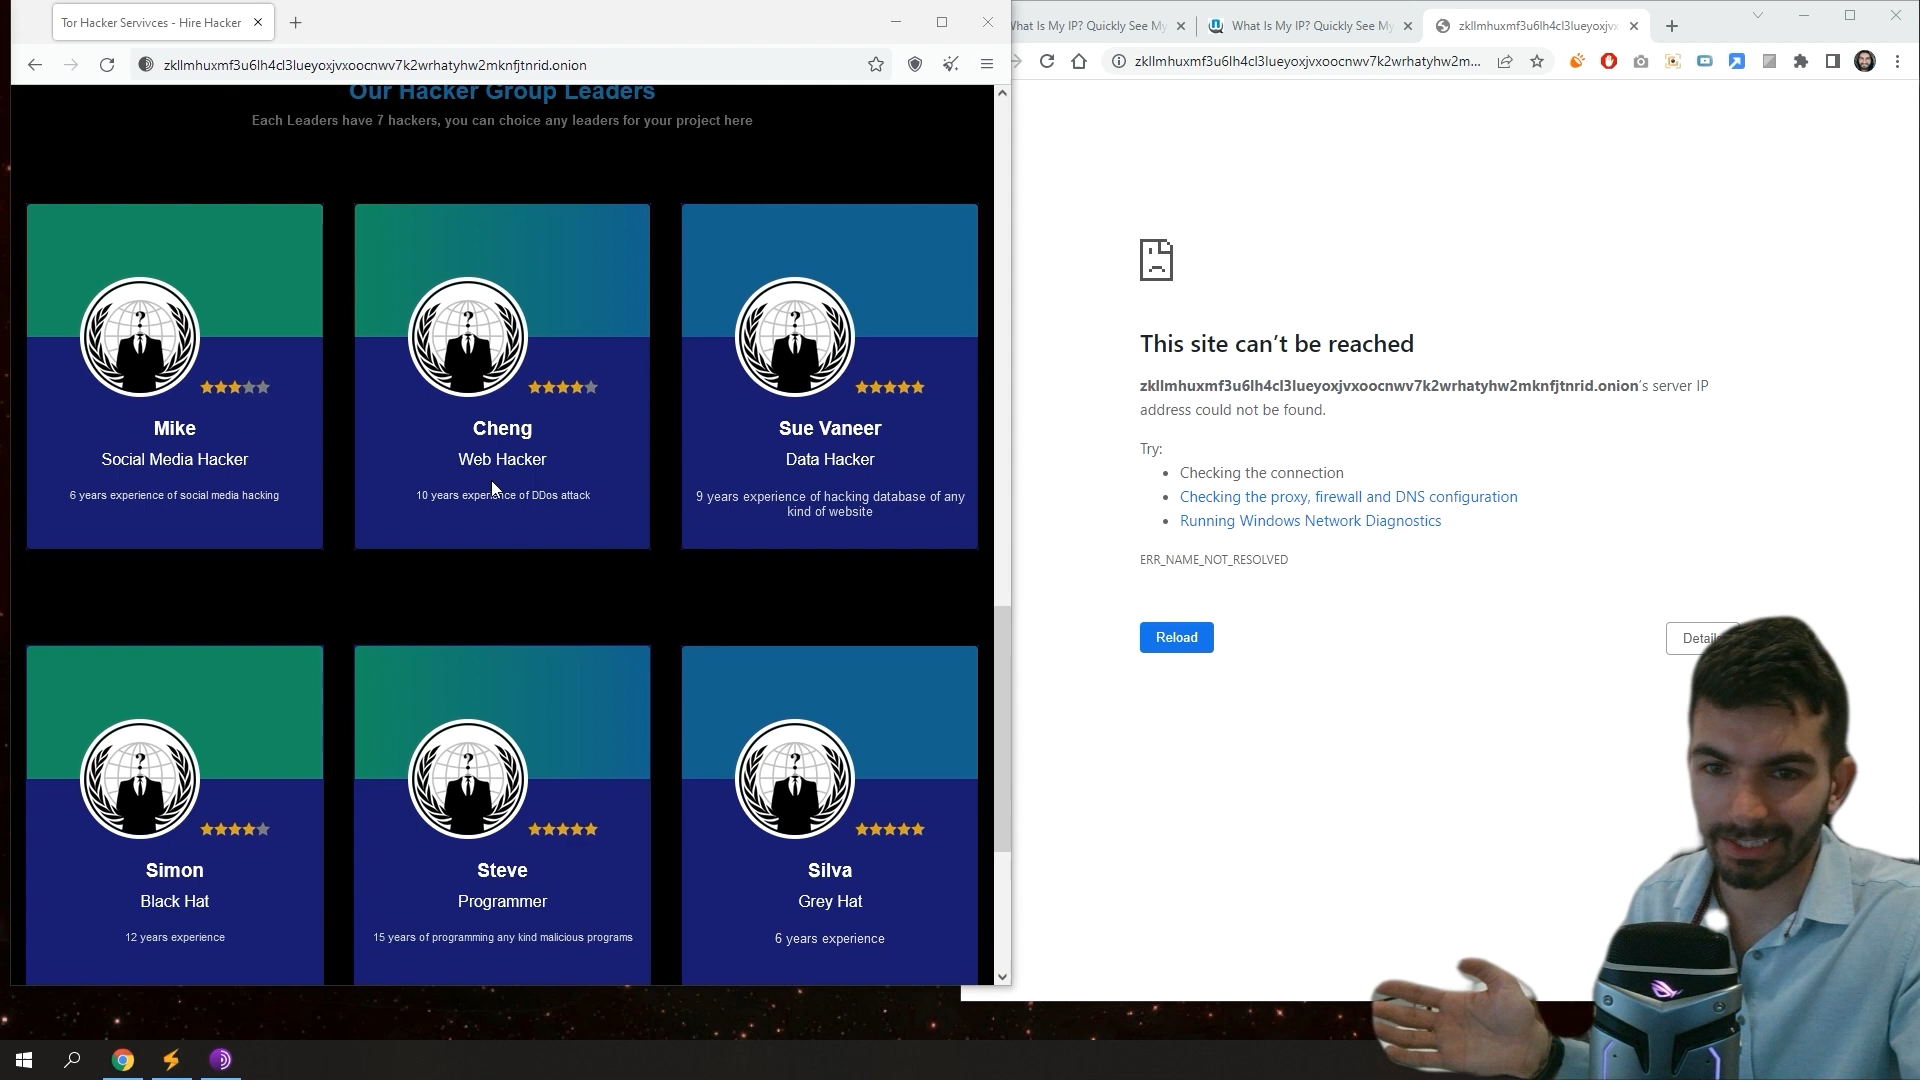 Tor Hacker Servivces - Hire Hacker
zkllmhuxmf3u6lh4cl3lueyoxjvxoocnwv7k2wrhatyhw2mknfjtnrid.onion
Our Hacker Group Leaders
Each Leaders have 7 hackers, you can choice any leaders for your project here
Mike
Social Media Hacker
6 years experience of social media hacking
?
Cheng
Web Hacker
10 years experience of DDos attack
?
Sue Vaneer
Data Hacker
9 years experience of hacking database of any
kind of website
?
Simon
Black Hat
12 years experience
?
Steve
Programmer
15 years of programming any kind malicious programs
?
Silva
Grey Hat
6 years experience
?
What Is My IP? Quickly See My
What Is My IP? Quickly See My
zkllmhuxmf3u6lh4cl3lueyoxjvx
zkllmhuxmf3u6lh4cl3lueyoxjvxoocnwv7k2wrhatyhw2m...
This site can’t be reached
zkllmhuxmf3u6lh4cl3lueyoxjvxoocnwv7k2wrhatyhw2mknfjtnrid.onion’s server IP
address could not be found.
Try:
• Checking the connection
• Checking the proxy, firewall and DNS configuration
• Running Windows Network Diagnostics
ERR_NAME_NOT_RESOLVED
Reload
Details